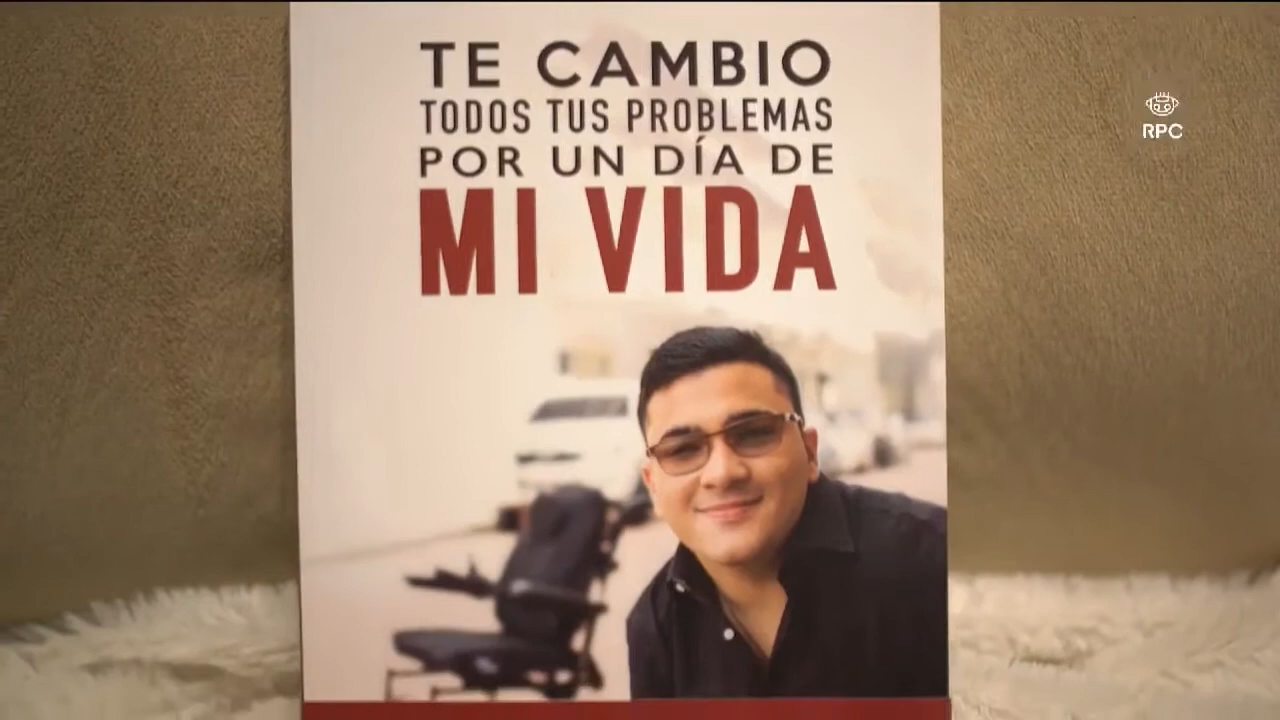 TE CAMBIO
TODOS TUS PROBLEMAS
POR UN DÍA DE
MI VIDA
RPC